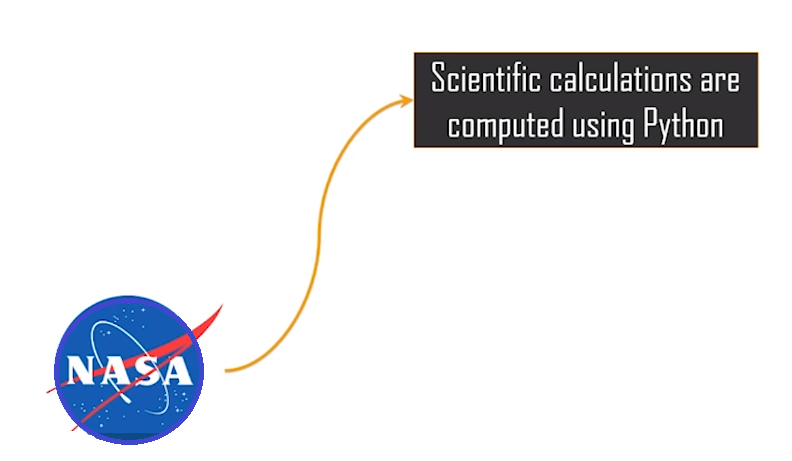 Scientific calculations are
computed using Python
NASA